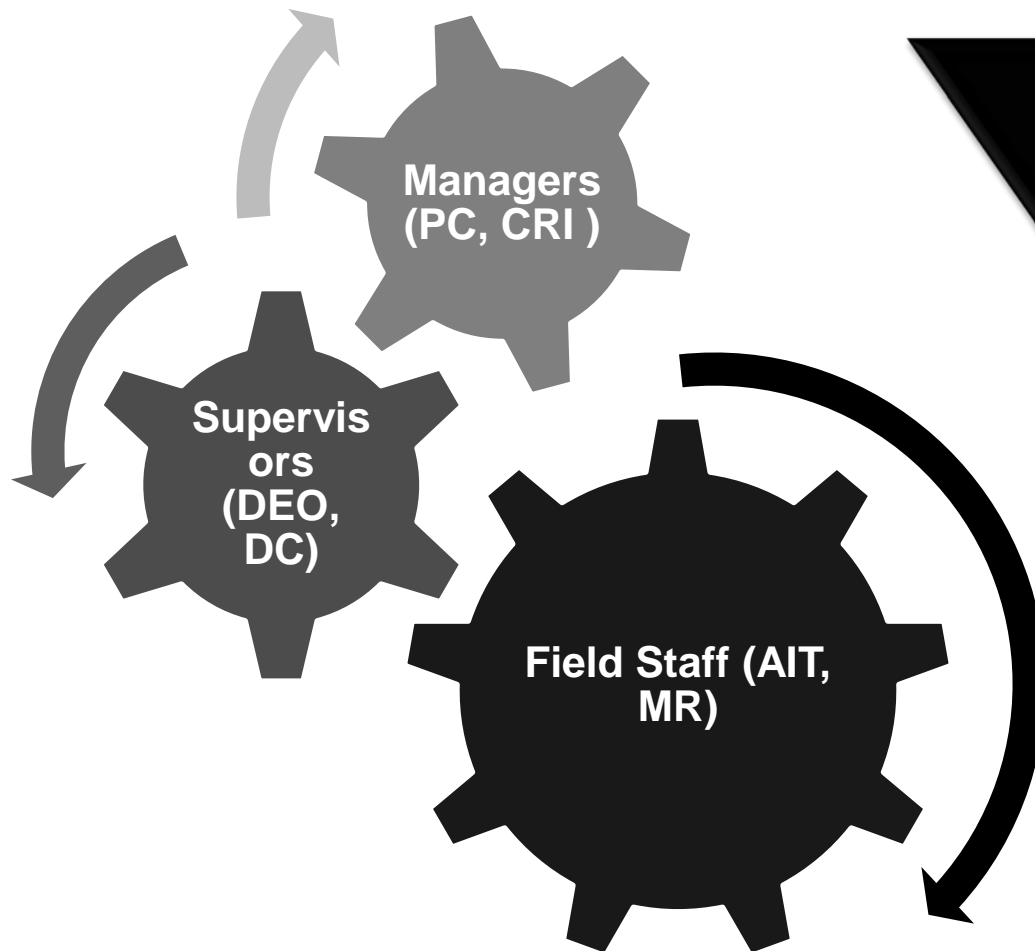 Managers
(PC, CRI )
Supervis
ors
(DEO,
DC)
Field Staff (AIT,
MR)